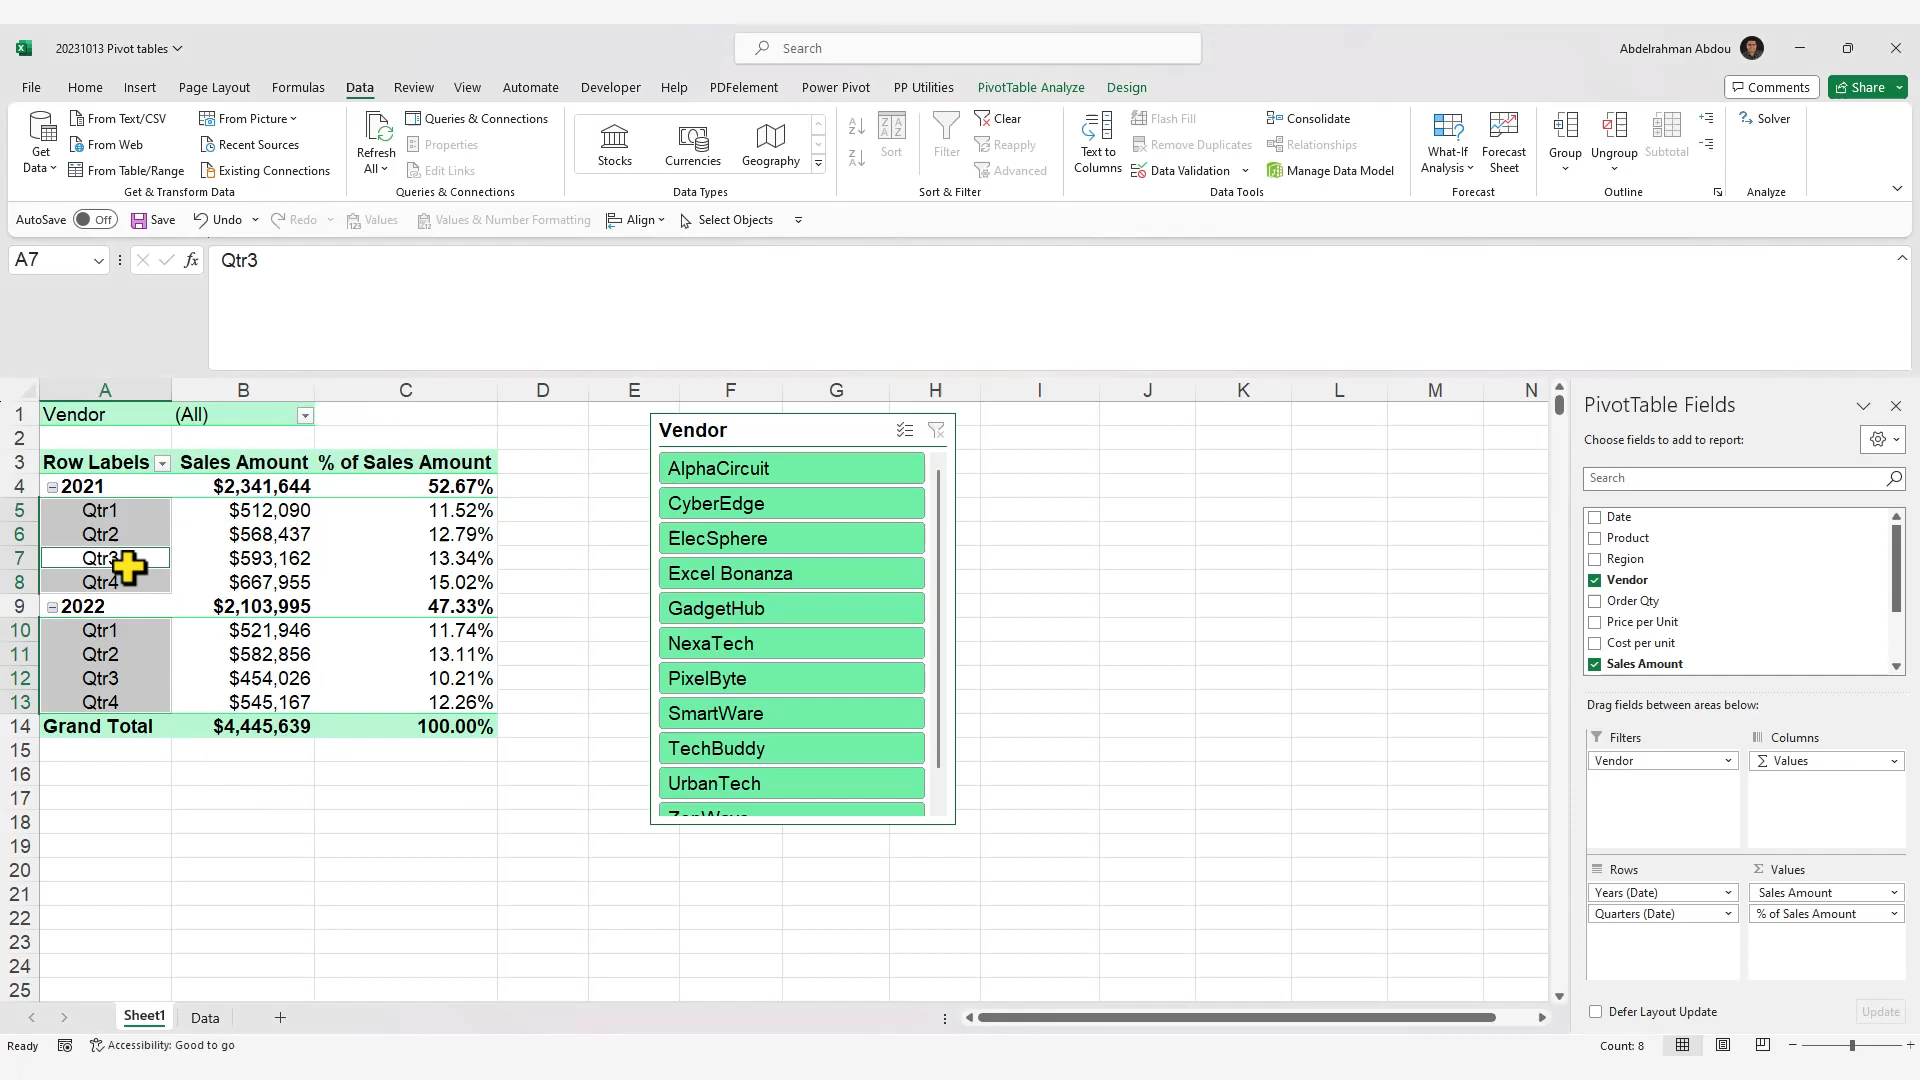 20231013 Pivot tables
Search
Abdelrahman Abdou
File Home Insert Page Layout Formulas Data Review View Automate Developer Help PDFelement Power Pivot PP Utilities PivotTable Analyze Design
Comments Share
Get Data
From Text/CSV
From Web
From Table/Range
From Picture
Recent Sources
Existing Connections
Get & Transform Data
Refresh All
Queries & Connections
Properties
Edit Links
Queries & Connections
Stocks Currencies Geography
Data Types
Sort
Filter
Clear
Reapply
Advanced
Sort & Filter
Text to Columns
Flash Fill
Remove Duplicates
Data Validation
Consolidate
Relationships
Manage Data Model
Data Tools
What-If Analysis
Forecast Sheet
Forecast
Group Ungroup Subtotal
Outline
Solver
Analyze
AutoSave Off Save Undo Redo Values Values & Number Formatting Align Select Objects
A7 fx Qtr3
A B C D E F G H I J K L M N
1 Vendor (All)
2
3 Row Labels Sales Amount % of Sales Amount
4 2021 $2,341,644 52.67%
5 Qtr1 $512,090 11.52%
6 Qtr2 $568,437 12.79%
7 Qtr3 $593,162 13.34%
8 Qtr4 $667,955 15.02%
9 2022 $2,103,995 47.33%
10 Qtr1 $521,946 11.74%
11 Qtr2 $582,856 13.11%
12 Qtr3 $454,026 10.21%
13 Qtr4 $545,167 12.26%
14 Grand Total $4,445,639 100.00%
15
16
17
18
19
20
21
22
23
24
25
Vendor
AlphaCircuit
CyberEdge
ElecSphere
Excel Bonanza
GadgetHub
NexaTech
PixelByte
SmartWare
TechBuddy
UrbanTech
PivotTable Fields
Choose fields to add to report:
Search
Date
Product
Region
Vendor
Order Qty
Price per Unit
Cost per unit
Sales Amount
Drag fields between areas below:
Filters
Vendor
Columns
Σ Values
Rows
Years (Date)
Quarters (Date)
Σ Values
Sales Amount
% of Sales Amount
Defer Layout Update Update
Sheet1 Data
Ready Accessibility: Good to go Count: 8